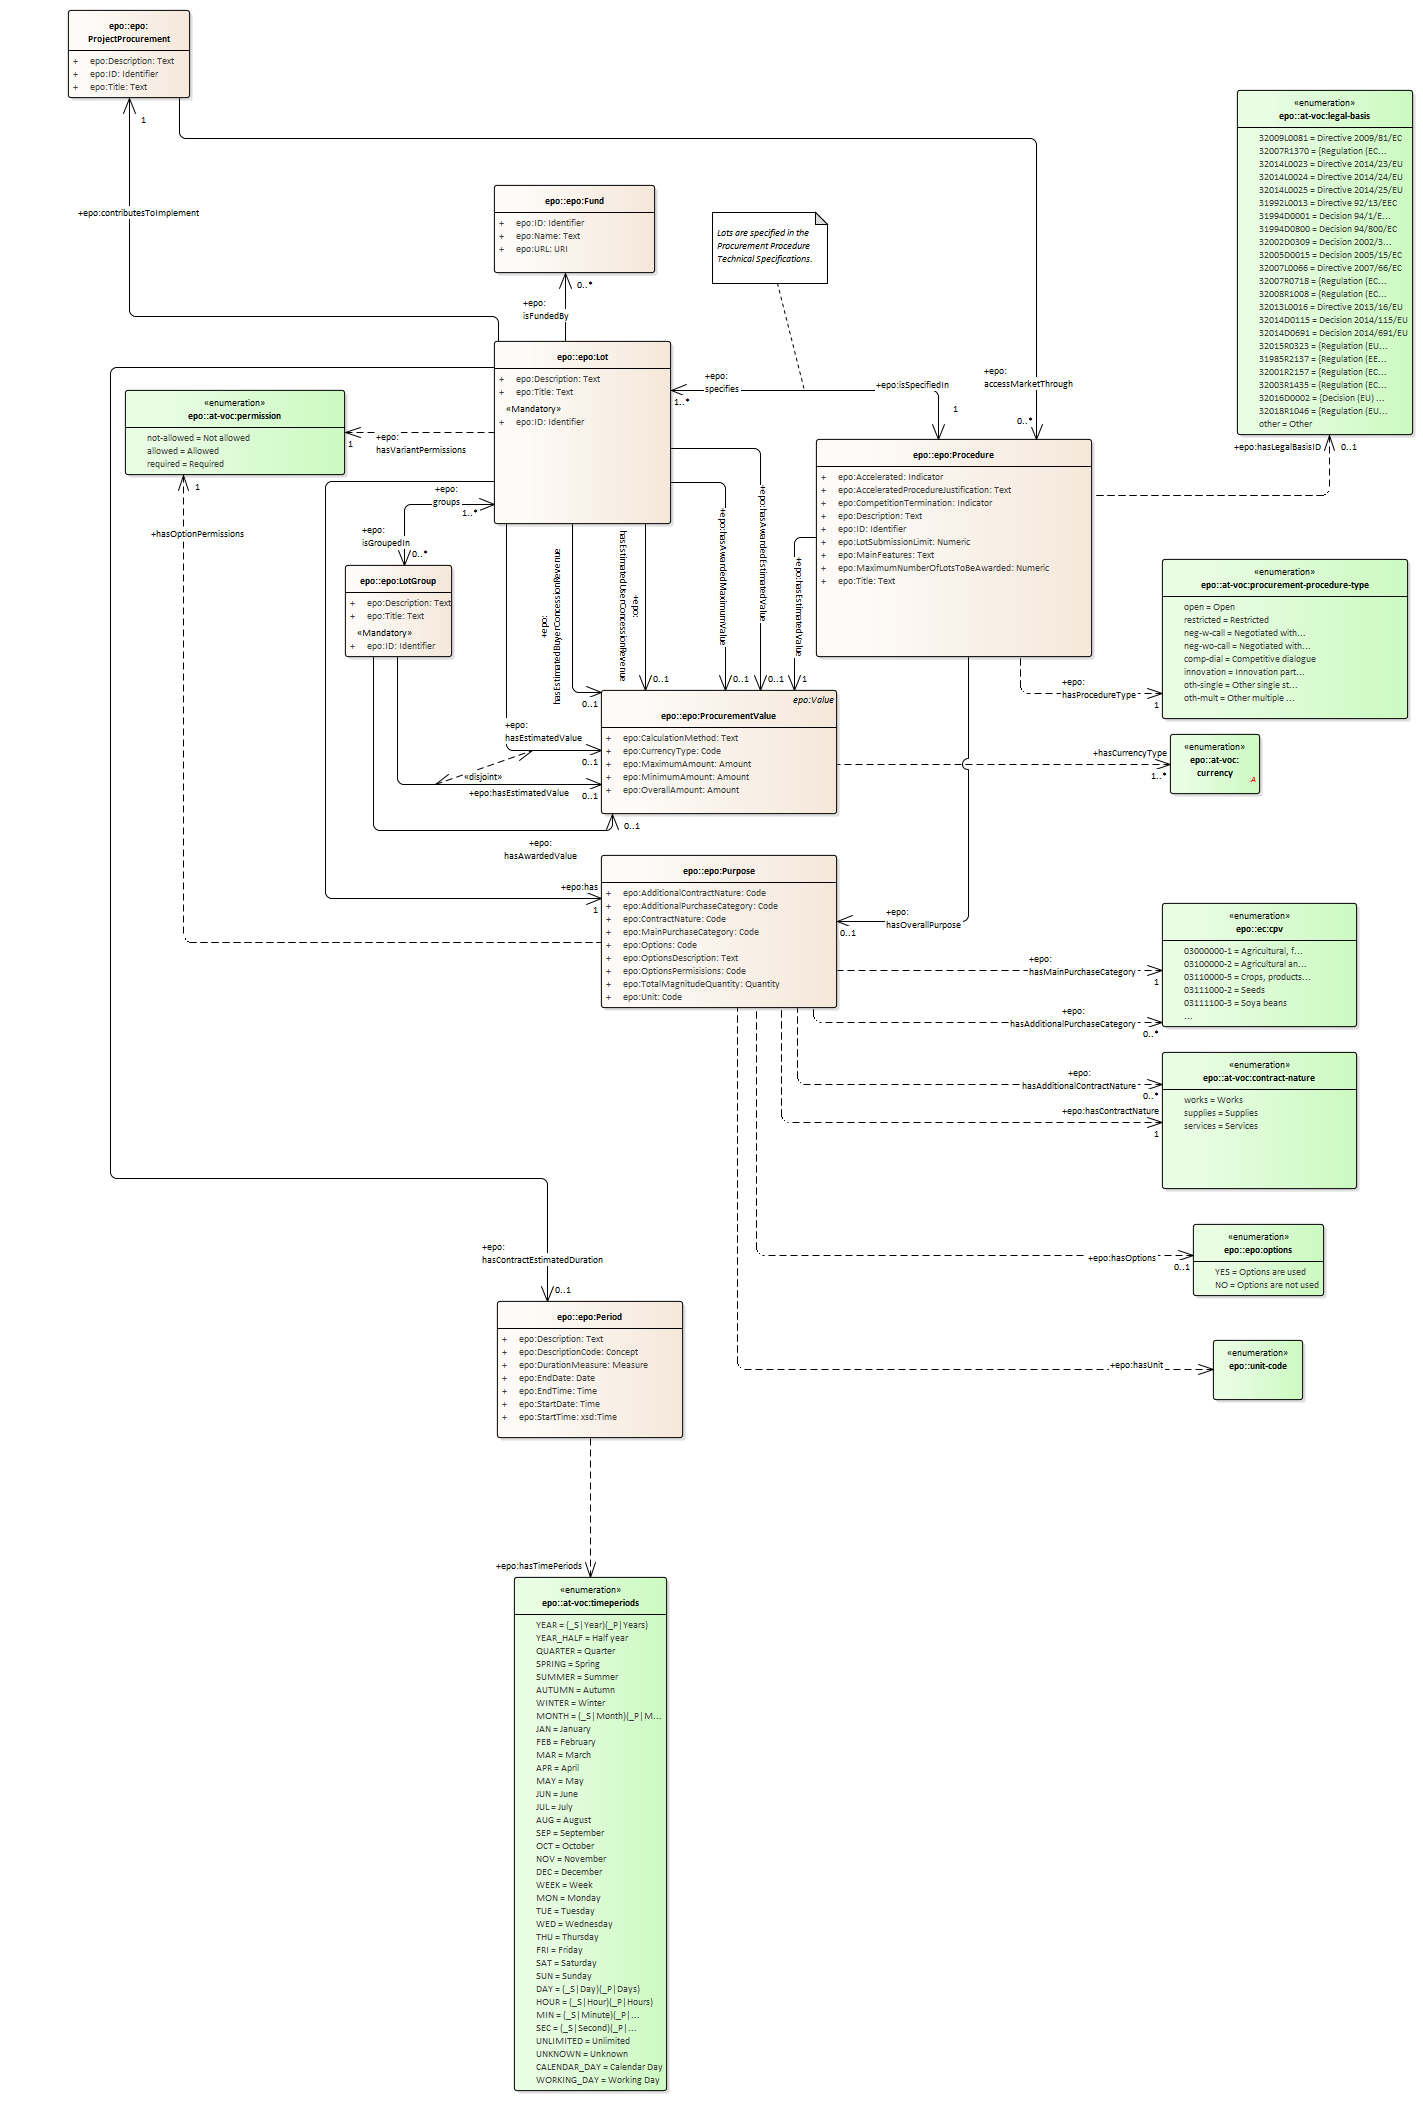 epo::epo:
ProjectProcurement
+ epo:Description: Text
+ epo:ID: Identifier
+ epo:Title: Text
1
+epo:contributesToImplement
epo::epo:Fund
+ epo:ID: Identifier
+ epo:Name: Text
+ epo:URL: URI
0..*
+epo:
isFundedBy
Lots are specified in the
Procurement Procedure
Technical Specifications.
«enumeration»
epo::at-voc:legal-basis
32009L0081 = Directive 2009/81/EC
32007R1370 = {Regulation (EC...
32014L0023 = Directive 2014/23/EU
32014L0024 = Directive 2014/24/EU
32014L0025 = Directive 2014/25/EU
31992L0013 = Directive 92/13/EEC
31994D0001 = Decision 94/1/E...
31994D0800 = Decision 94/800/EC
32002D0309 = Decision 2002/3...
32005D0015 = Decision 2005/15/EC
32007L0066 = Directive 2007/66/EC
32007R0718 = {Regulation (EC...
32008R1008 = {Regulation (EC...
32013L0016 = Directive 2013/16/EU
32014D0115 = Decision 2014/115/EU
32014D0691 = Decision 2014/691/EU
32015R0323 = {Regulation (EU...
31985R2137 = {Regulation (EE...
32001R2157 = {Regulation (EC...
32003R1435 = {Regulation (EC...
32016D0002 = {Decision (EU) ...
32018R1046 = {Regulation (EU...
other = Other
+epo:hasLegalBasisID
0..1
epo::epo:Lot
+ epo:Description: Text
+ epo:Title: Text
«Mandatory»
+ epo:ID: Identifier
+epo:
specifies
1..*
+epo:isSpecifiedIn
1
+epo:
accessMarketThrough
0..*
«enumeration»
epo::at-voc:permission
not-allowed = Not allowed
allowed = Allowed
required = Required
1
+epo:
hasVariantPermissions
1
+hasOptionPermissions
+epo:
groups
1..*
+epo:
isGroupedIn
0..*
epo::epo:LotGroup
+ epo:Description: Text
+ epo:Title: Text
«Mandatory»
+ epo:ID: Identifier
epo::epo:Procedure
+ epo:Accelerated: Indicator
+ epo:AcceleratedProcedureJustification: Text
+ epo:CompetitionTermination: Indicator
+ epo:Description: Text
+ epo:ID: Identifier
+ epo:LotSubmissionLimit: Numeric
+ epo:MainFeatures: Text
+ epo:MaximumNumberOfLotsToBeAwarded: Numeric
+ epo:Title: Text
+epo:
hasEstimatedBuyerConcessionRevenue
0..1
+epo:
hasEstimatedUserConcessionRevenue
0..1
+epo:hasAwardedMaximumValue
0..1
+epo:hasAwardedEstimatedValue
0..1
+epo:hasEstimatedValue
1
«enumeration»
epo::at-voc:procurement-procedure-type
open = Open
restricted = Restricted
neg-w-call = Negotiated with...
neg-wo-call = Negotiated with...
comp-dial = Competitive dialogue
innovation = Innovation part...
oth-single = Other single st...
oth-mult = Other multiple ...
+epo:
hasProcedureType
1
epo:Value
epo::epo:ProcurementValue
+ epo:CalculationMethod: Text
+ epo:CurrencyType: Code
+ epo:MaximumAmount: Amount
+ epo:MinimumAmount: Amount
+ epo:OverallAmount: Amount
+epo:
hasEstimatedValue
0..1
«disjoint»
+epo:hasEstimatedValue
0..1
+epo:
hasAwardedValue
0..1
+hasCurrencyType
1..*
«enumeration»
epo::at-voc:
currency
A
epo::epo:Purpose
+ epo:AdditionalContractNature: Code
+ epo:AdditionalPurchaseCategory: Code
+ epo:ContractNature: Code
+ epo:MainPurchaseCategory: Code
+ epo:Options: Code
+ epo:OptionsDescription: Text
+ epo:OptionsPermisisions: Code
+ epo:TotalMagnitudeQuantity: Quantity
+ epo:Unit: Code
+epo:has
1
+epo:
hasOverallPurpose
0..1
«enumeration»
epo::ec:cpv
03000000-1 = Agricultural, f...
03100000-2 = Agricultural an...
03110000-5 = Crops, products...
03111000-2 = Seeds
03111100-3 = Soya beans
...
+epo:
hasMainPurchaseCategory
1
+epo:
hasAdditionalPurchaseCategory
0..*
«enumeration»
epo::at-voc:contract-nature
works = Works
supplies = Supplies
services = Services
+epo:
hasAdditionalContractNature
0..*
+epo:hasContractNature
1
«enumeration»
epo::epo:options
YES = Options are used
NO = Options are not used
+epo:hasOptions
0..1
«enumeration»
epo::unit-code
+epo:hasUnit
+epo:
hasContractEstimatedDuration
0..1
epo::epo:Period
+ epo:Description: Text
+ epo:DescriptionCode: Concept
+ epo:DurationMeasure: Measure
+ epo:EndDate: Date
+ epo:EndTime: Time
+ epo:StartDate: Time
+ epo:StartTime: xsd:Time
+epo:hasTimePeriods
«enumeration»
epo::at-voc:timeperiods
YEAR = (_S|Year)(_P|Years)
YEAR_HALF = Half year
QUARTER = Quarter
SPRING = Spring
SUMMER = Summer
AUTUMN = Autumn
WINTER = Winter
MONTH = (_S|Month)(_P|M...
JAN = January
FEB = February
MAR = March
APR = April
MAY = May
JUN = June
JUL = July
AUG = August
SEP = September
OCT = October
NOV = November
DEC = December
WEEK = Week
MON = Monday
TUE = Tuesday
WED = Wednesday
THU = Thursday
FRI = Friday
SAT = Saturday
SUN = Sunday
DAY = (_S|Day)(_P|Days)
HOUR = (_S|Hour)(_P|Hours)
MIN = (_S|Minute)(_P|...
SEC = (_S|Second)(_P|...
UNLIMITED = Unlimited
UNKNOWN = Unknown
CALENDAR_DAY = Calendar Day
WORKING_DAY = Working Day